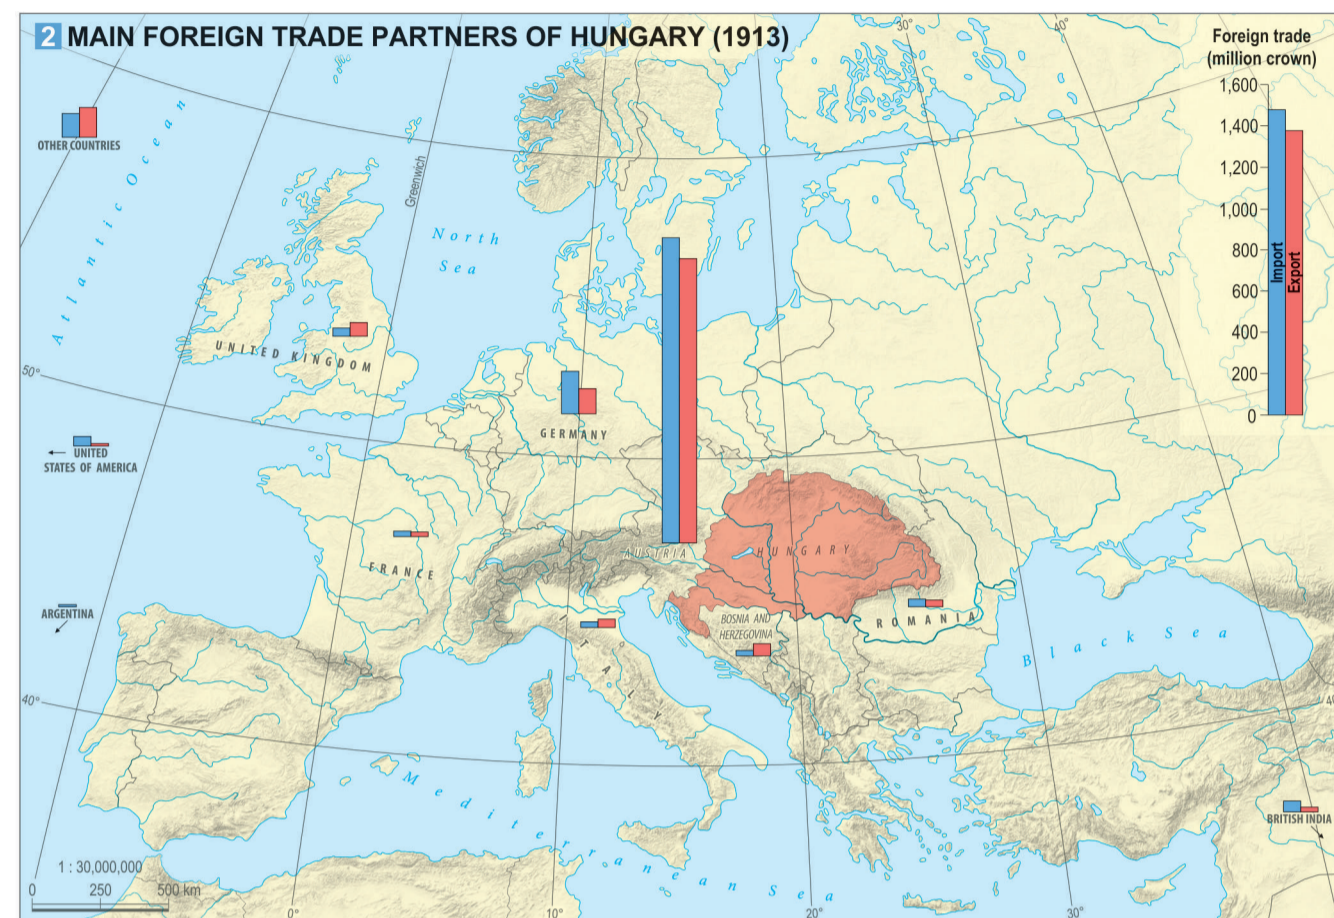 2 MAIN FOREIGN TRADE PARTNERS OF HUNGARY (1913)
30°
40°
Foreign trade
(million crown)
1,600
1,400
1,200
1,000
800
600
400
200
0
Import
Export
OTHER COUNTRIES
Atlantic Ocean
Greenwich
North
Sea
UNITED KINGDOM
50°
GERMANY
UNITED
STATES OF AMERICA
AUSTRIA
HUNGARY
FRANCE
ARGENTINA
BOSNIA AND
HERZEGOVINA
ROMANIA
ITALY
Black Sea
40°
Mediterranean Sea
BRITISH INDIA
1 : 30,000,000
0 250 500 km
0°
10°
20°
30°